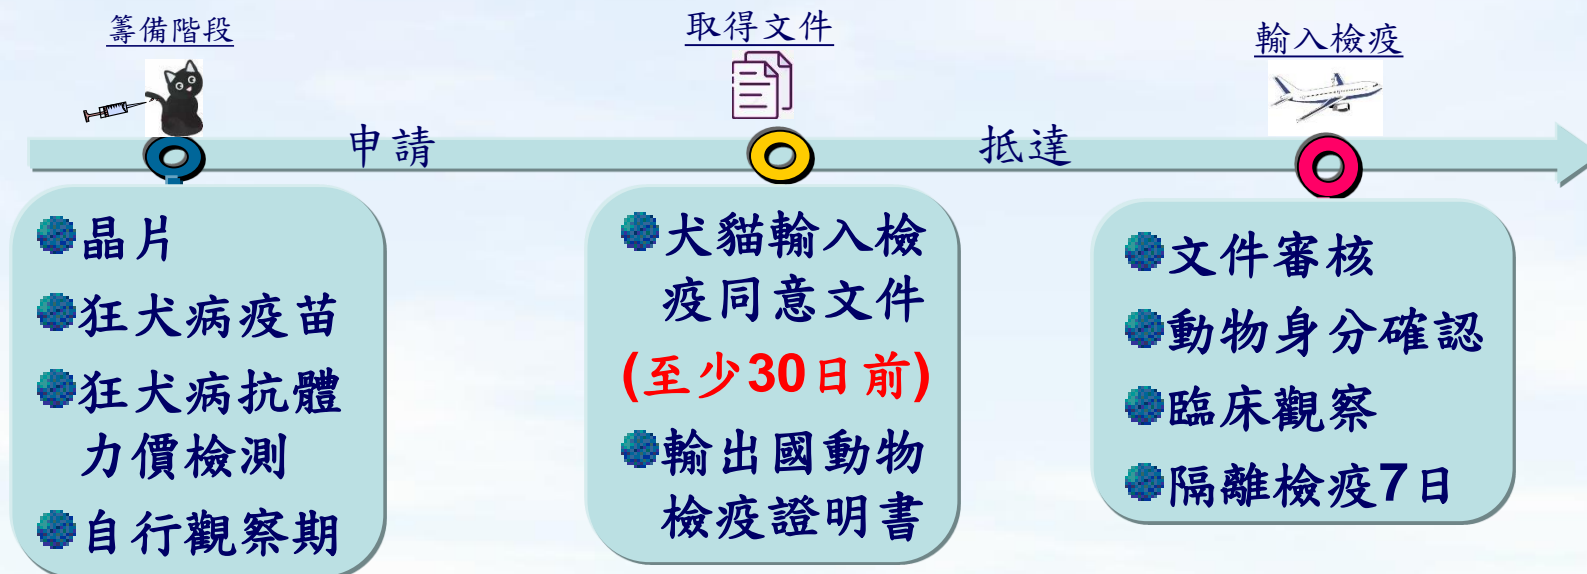 籌備階段
取得文件
輸入檢疫
申請
抵達
晶片
狂犬病疫苗
狂犬病抗體
力價檢測
自行觀察期
犬貓輸入檢
疫同意文件
(至少30日前)
輸出國動物
檢疫證明書
文件審核
動物身分確認
臨床觀察
隔離檢疫7日